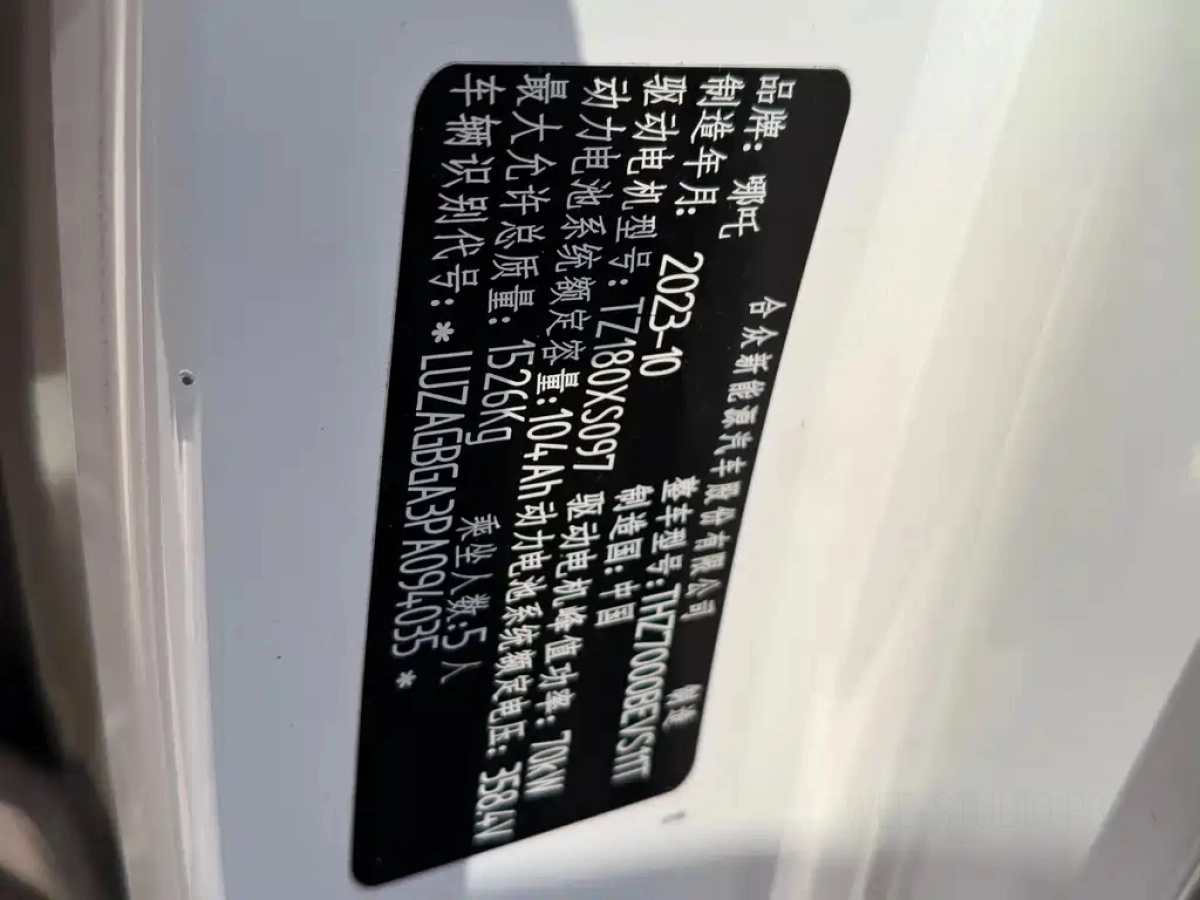 合众新能源汽车股份有限公司 制造
品牌: 哪吒
整车型号: THZ7000BEVS1TT
制造年月: 2023-10 制造国: 中国
驱动电机型号: TZ180XS097 驱动电机峰值功率: 70kW
动力电池系统额定容量: 104Ah 动力电池系统额定电压: 358.4V
最大允许总质量: 1526Kg 乘坐人数: 5 人
车辆识别代号: *LUZAGBGA3PA094035*